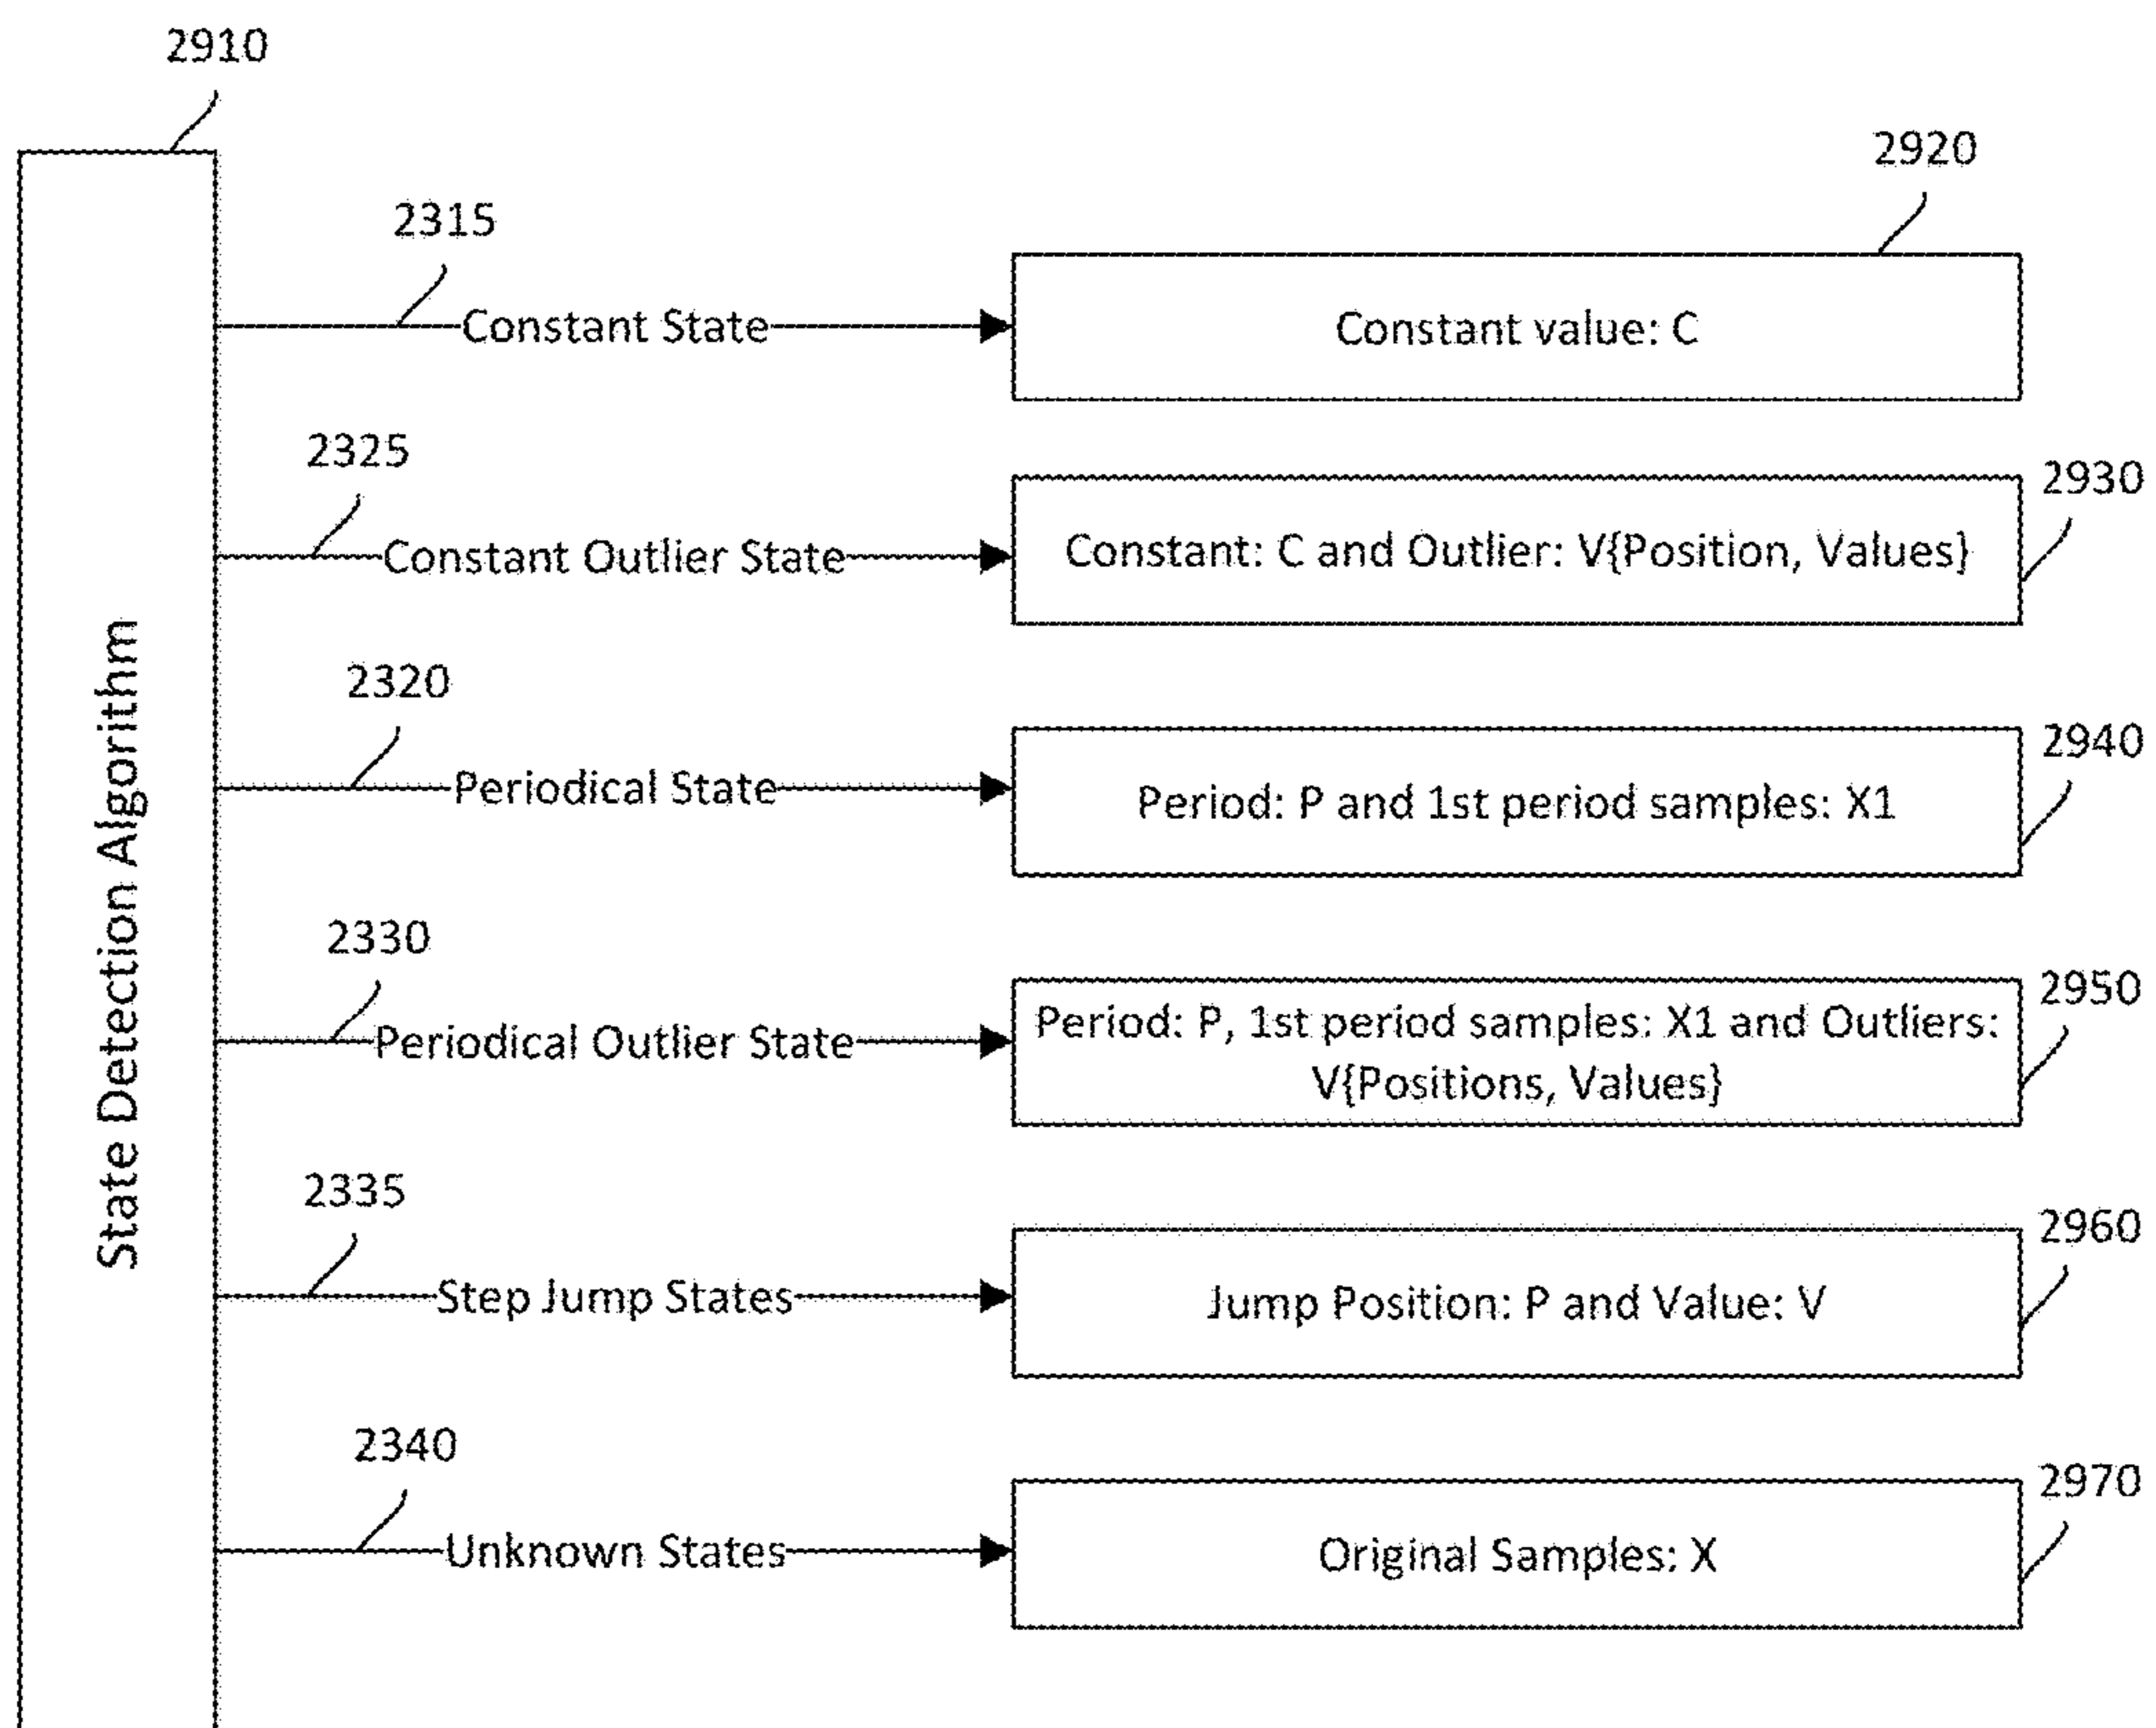 2910
2920
2315
Constant State
Constant value: C
2325
2930
Constant Outlier State
Constant: C and Outlier: V{Position, Values}
2320
2940
Periodical State
Period: P and 1st period samples: X1
State Detection Algorithm
2330
2950
Periodical Outlier State
Period: P, 1st period samples: X1 and Outliers:
V{Positions, Values}
2335
2960
Step Jump States
Jump Position: P and Value: V
2340
2970
Unknown States
Original Samples: X